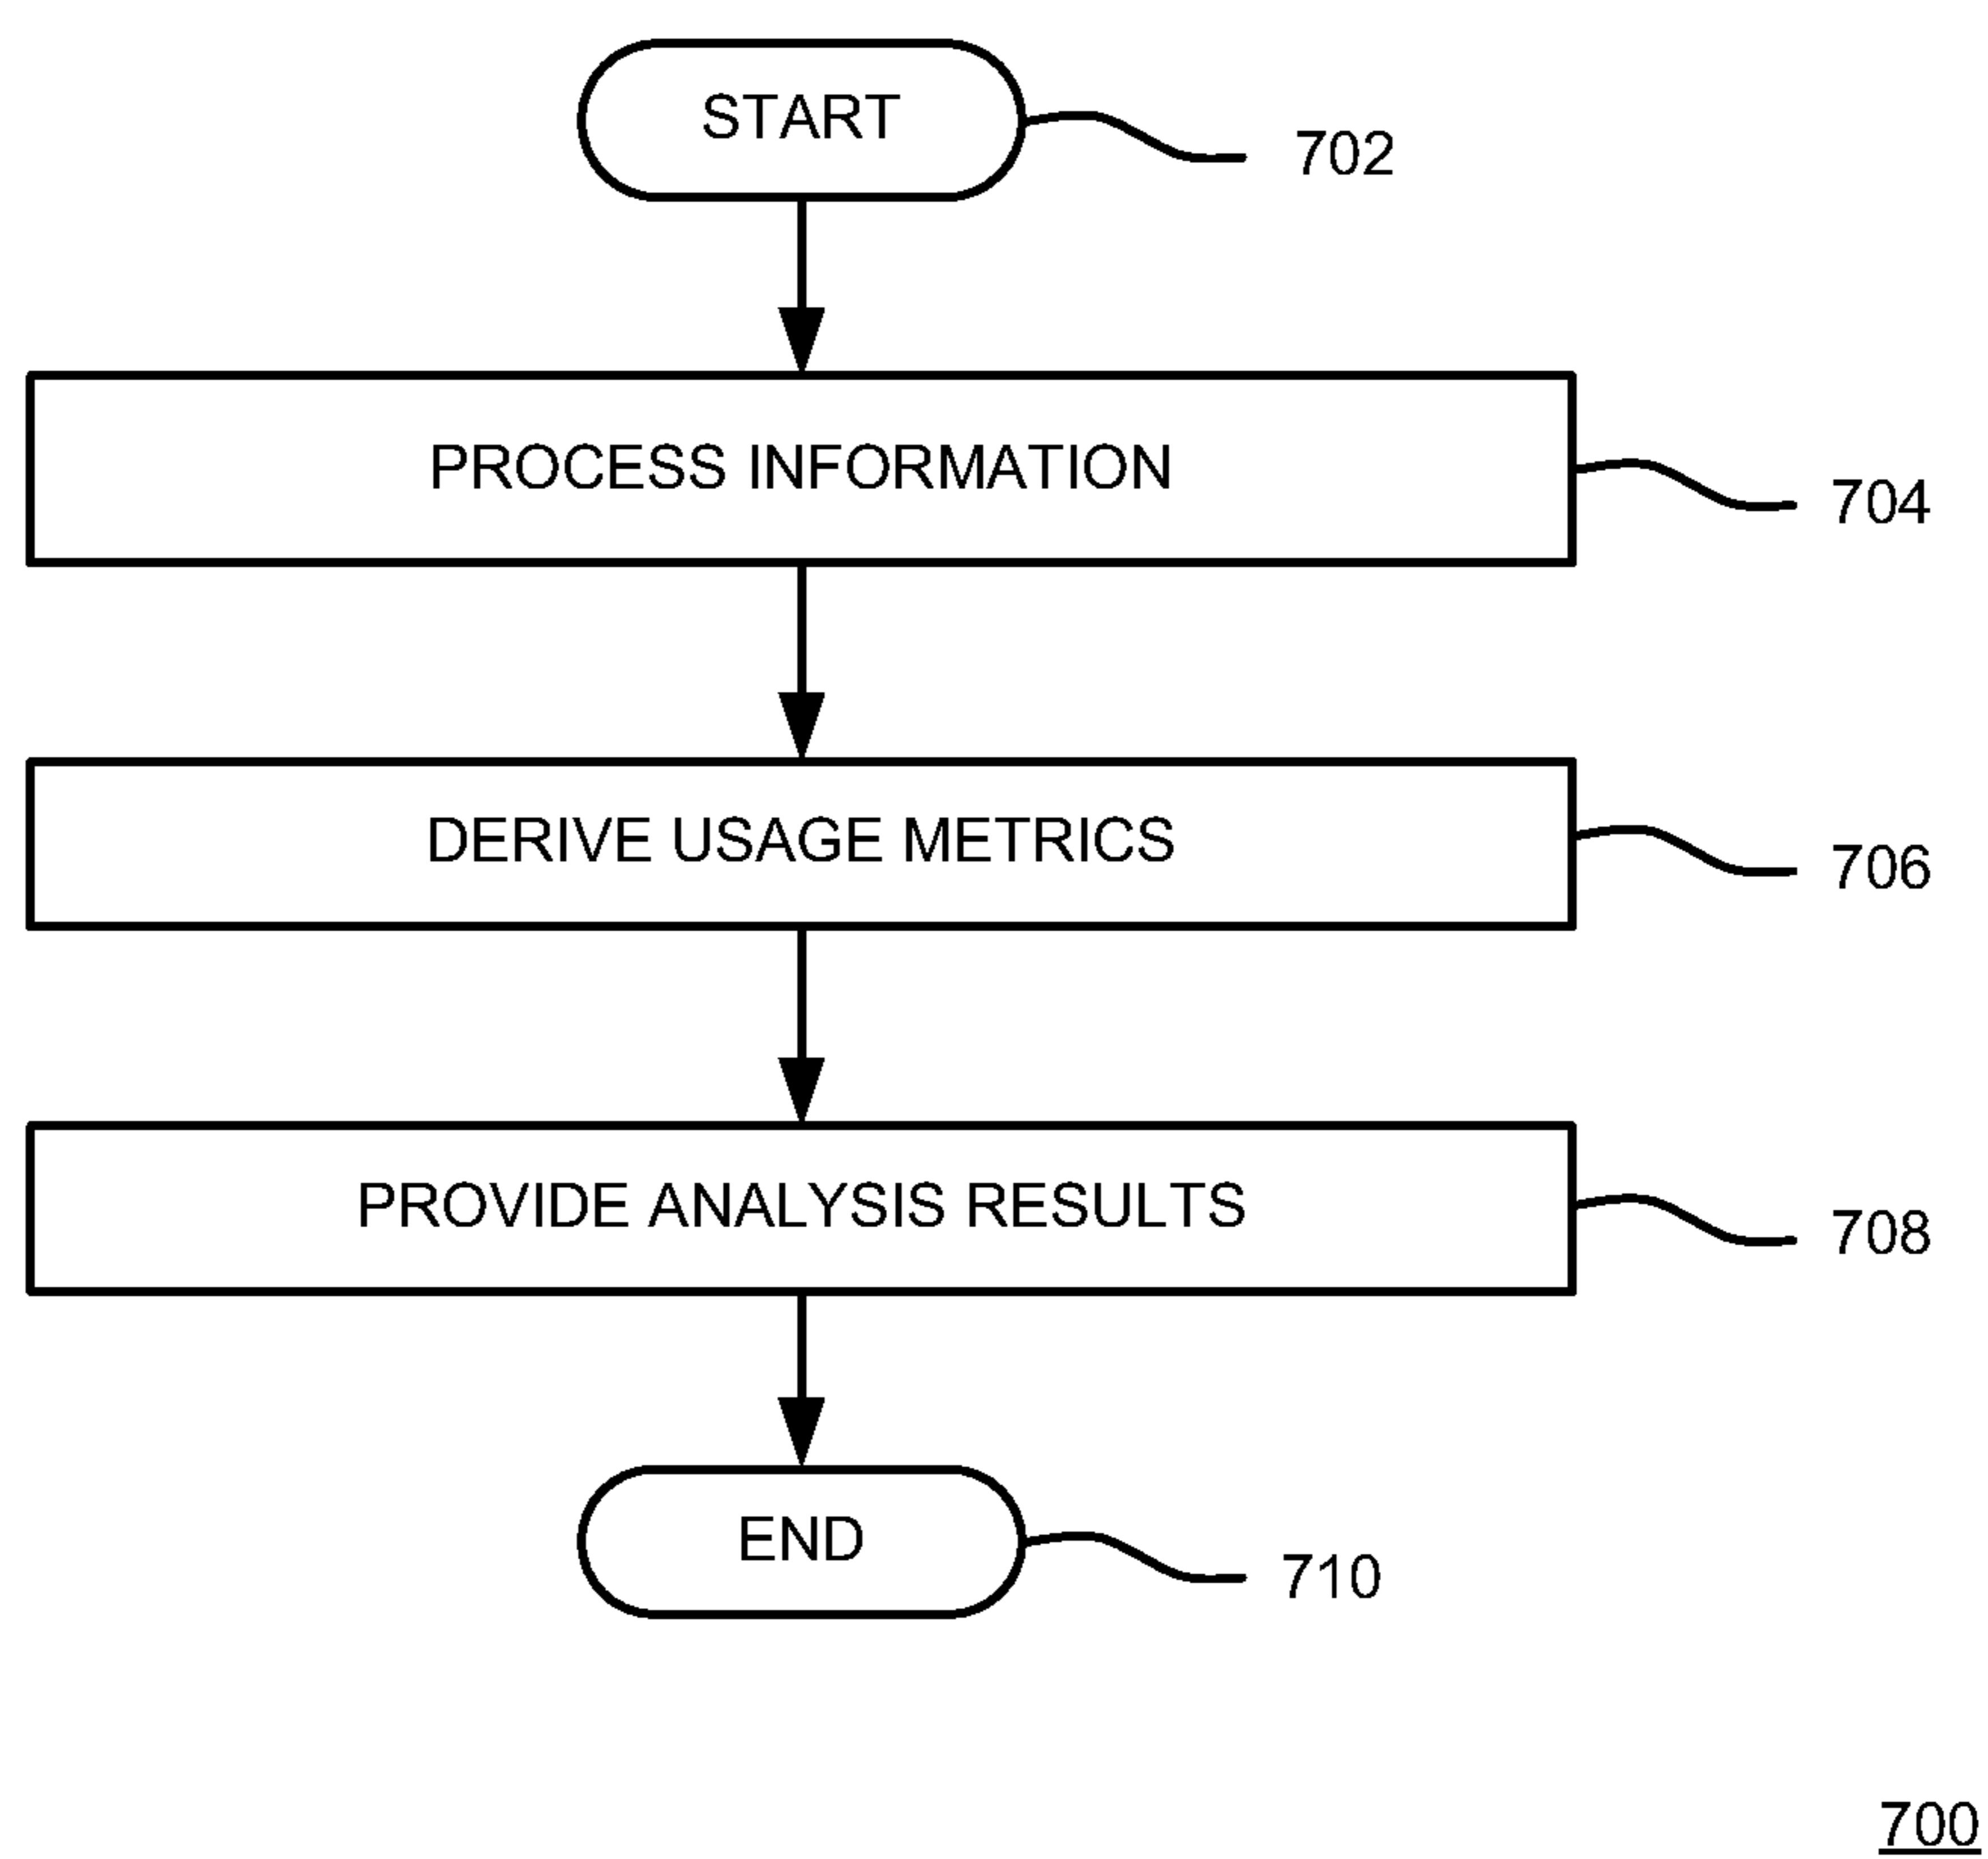 START
702
PROCESS INFORMATION
704
DERIVE USAGE METRICS
706
PROVIDE ANALYSIS RESULTS
708
END
710
700